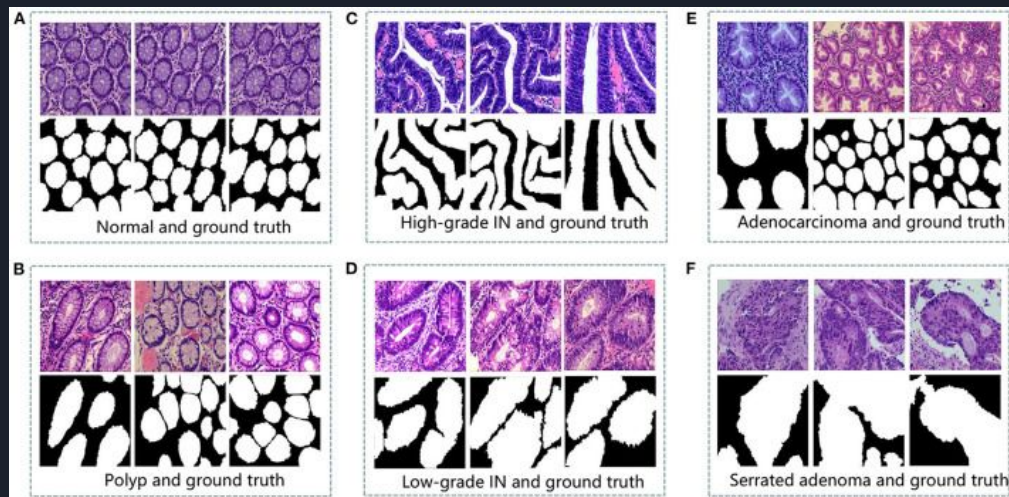 A
Normal and ground truth
C
High-grade IN and ground truth
E
Adenocarcinoma and ground truth
B
Polyp and ground truth
D
Low-grade IN and ground truth
F
Serrated adenoma and ground truth